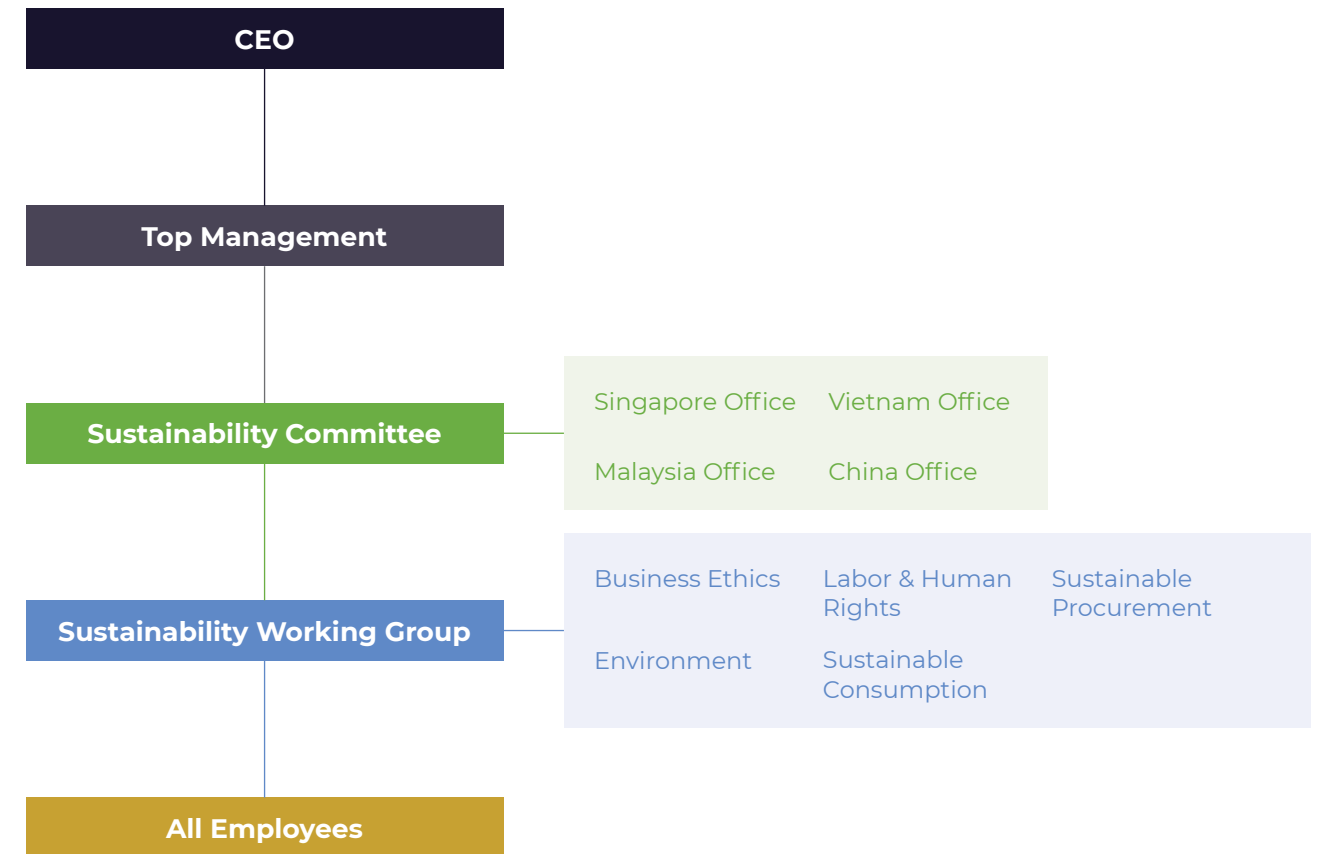 CEO
Top Management
Sustainability Committee
Singapore Office
Vietnam Office
Malaysia Office
China Office
Sustainability Working Group
Business Ethics
Labor & Human
Rights
Sustainable
Procurement
Environment
Sustainable
Consumption
All Employees